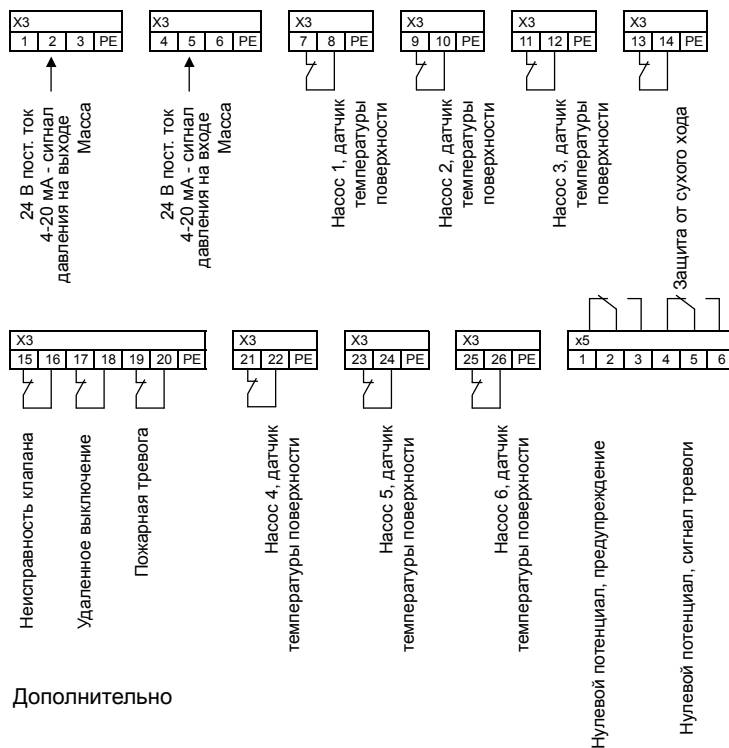 X3
1 2 3 PE
24 В пост. ток
4-20 мА - сигнал
давления на выходе
Масса
X3
4 5 6 PE
24 В пост. ток
4-20 мА - сигнал
давления на входе
Масса
X3
7 8 PE
Насос 1, датчик
температуры
поверхности
X3
9 10 PE
Насос 2, датчик
температуры
поверхности
X3
11 12 PE
Насос 3, датчик
температуры
поверхности
X3
13 14 PE
Защита от сухого хода
X3
15 16 17 18 19 20 PE
Неисправность клапана
Удаленное выключение
Пожарная тревога
X3
21 22 PE
Насос 4, датчик
температуры поверхности
X3
23 24 PE
Насос 5, датчик
температуры поверхности
X3
25 26 PE
Насос 6, датчик
температуры поверхности
x5
1 2 3 4 5 6
Нулевой потенциал, предупреждение
Нулевой потенциал, сигнал тревоги
Дополнительно